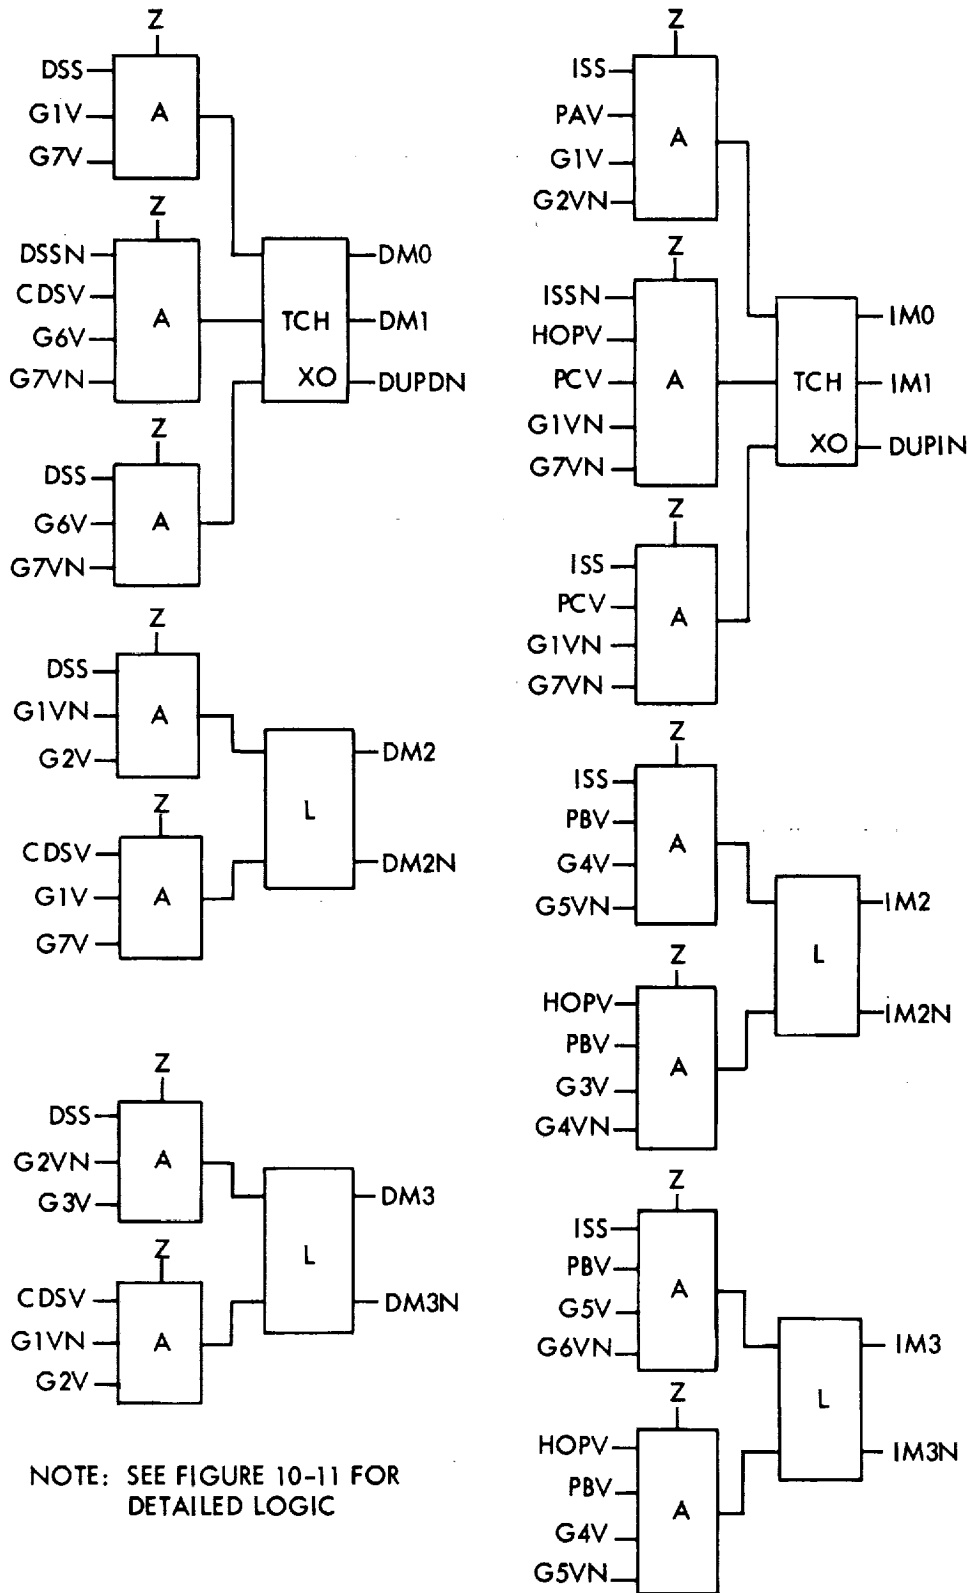 Z
DSS
G1V
G7V
A
Z
DSSN
CDSV
G6V
G7VN
A
Z
DSS
G6V
G7VN
A
TCH
XO
DM0
DM1
DUPDN
Z
DSS
G1VN
G2V
A
Z
CDSV
G1V
G7V
A
L
DM2
DM2N
Z
DSS
G2VN
G3V
A
Z
CDSV
G1VN
G2V
A
L
DM3
DM3N
NOTE: SEE FIGURE 10-11 FOR
DETAILED LOGIC
Z
ISS
PAV
G1V
G2VN
A
Z
ISSN
HOPV
PCV
G1VN
G7VN
A
Z
ISS
PCV
G1VN
G7VN
A
TCH
XO
IM0
IM1
DUPIN
Z
ISS
PBV
G4V
G5VN
A
Z
HOPV
PBV
G3V
G4VN
A
L
IM2
IM2N
Z
ISS
PBV
G5V
G6VN
A
Z
HOPV
PBV
G4V
G5VN
A
L
IM3
IM3N